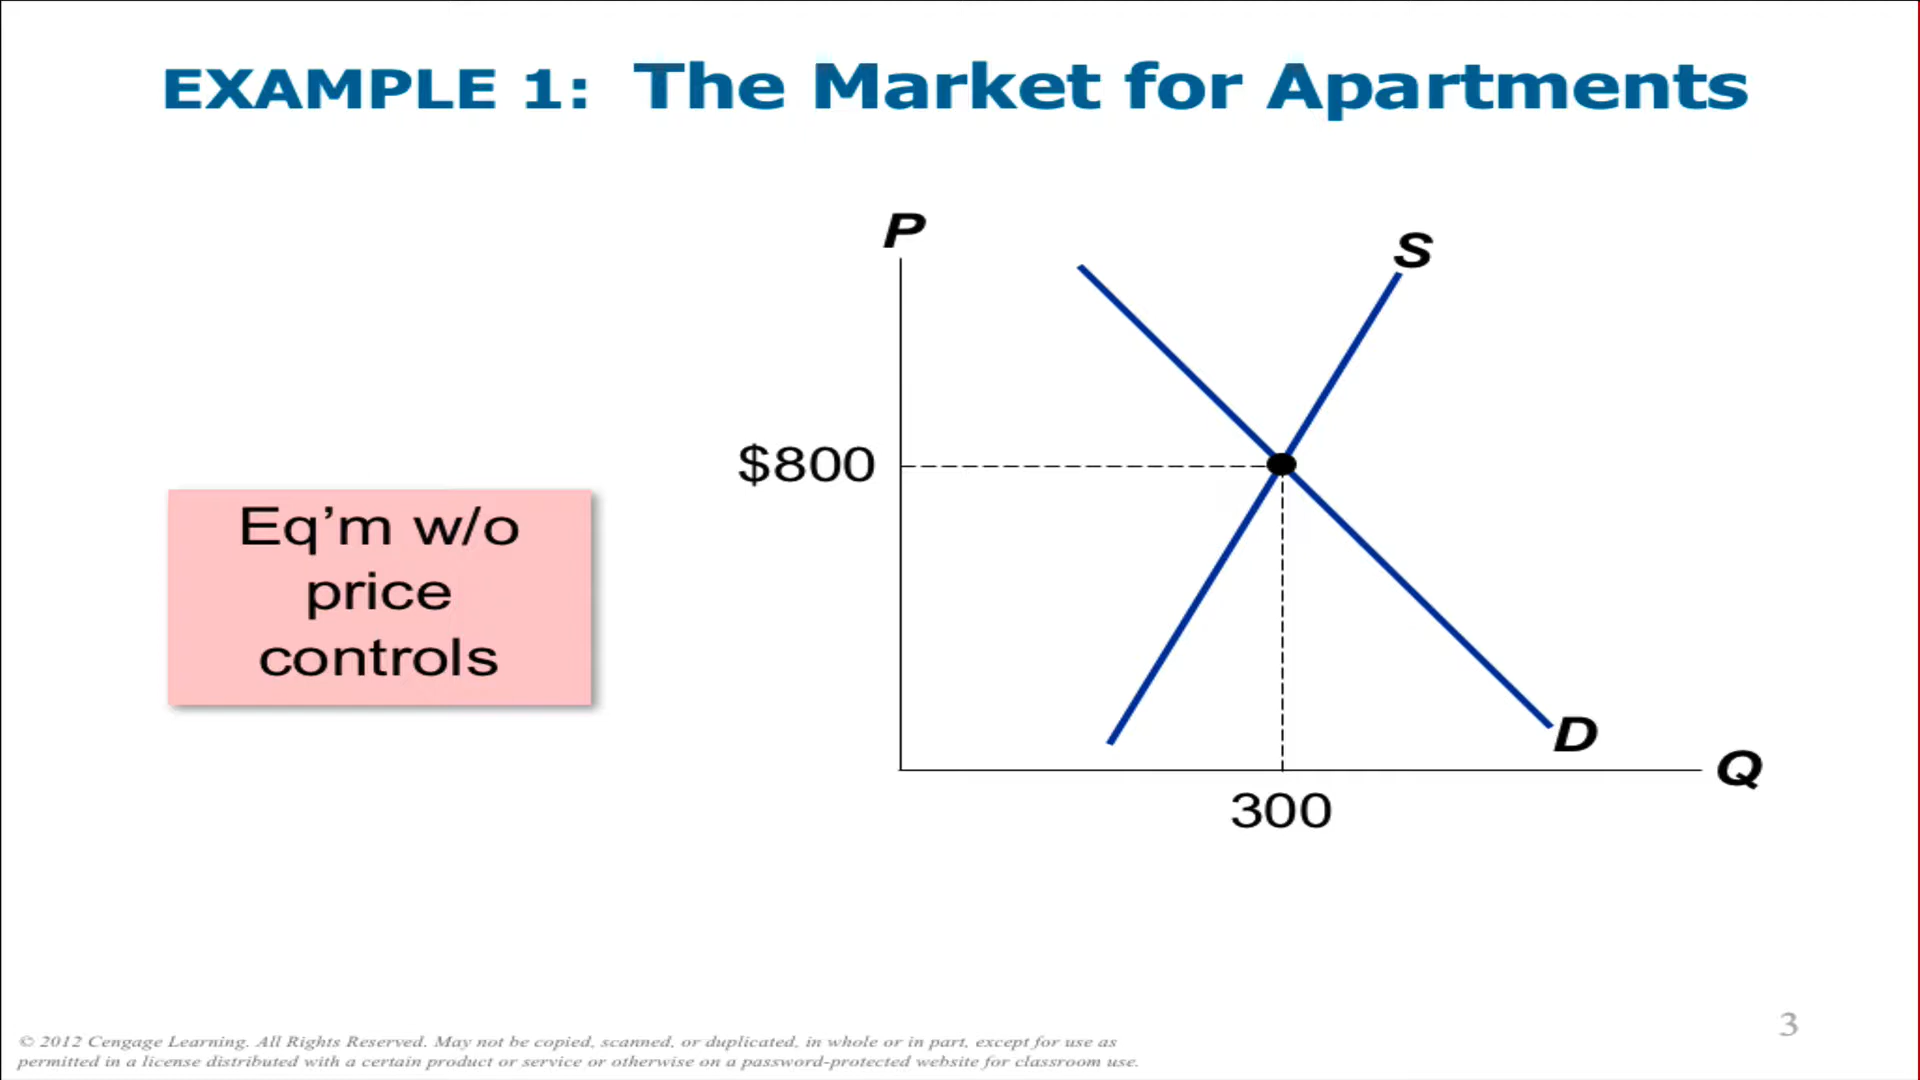 EXAMPLE 1: The Market for Apartments
P
S
$800
Eq’m w/o
price
controls
D
Q
300
3
© 2012 Cengage Learning. All Rights Reserved. May not be copied, scanned, or duplicated, in whole or in part, except for use as
permitted in a license distributed with a certain product or service or otherwise on a password-protected website for classroom use.